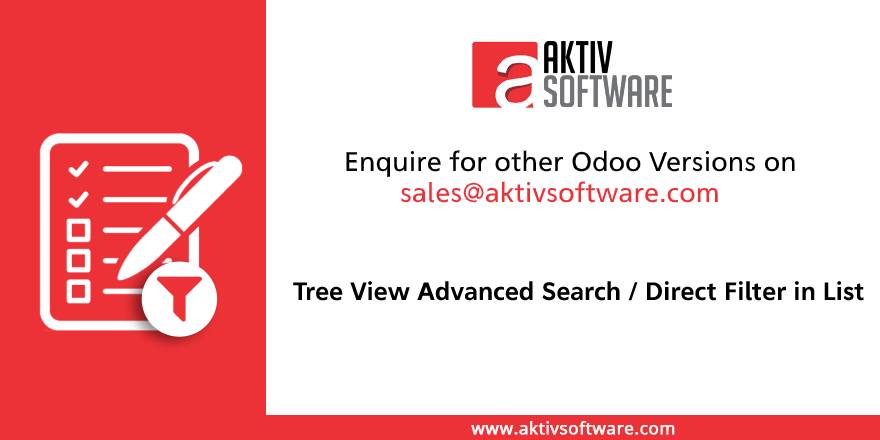 AKTIV
SOFTWARE
Enquire for other Odoo Versions on
sales@aktivsoftware.com
Tree View Advanced Search / Direct Filter in List
www.aktivsoftware.com